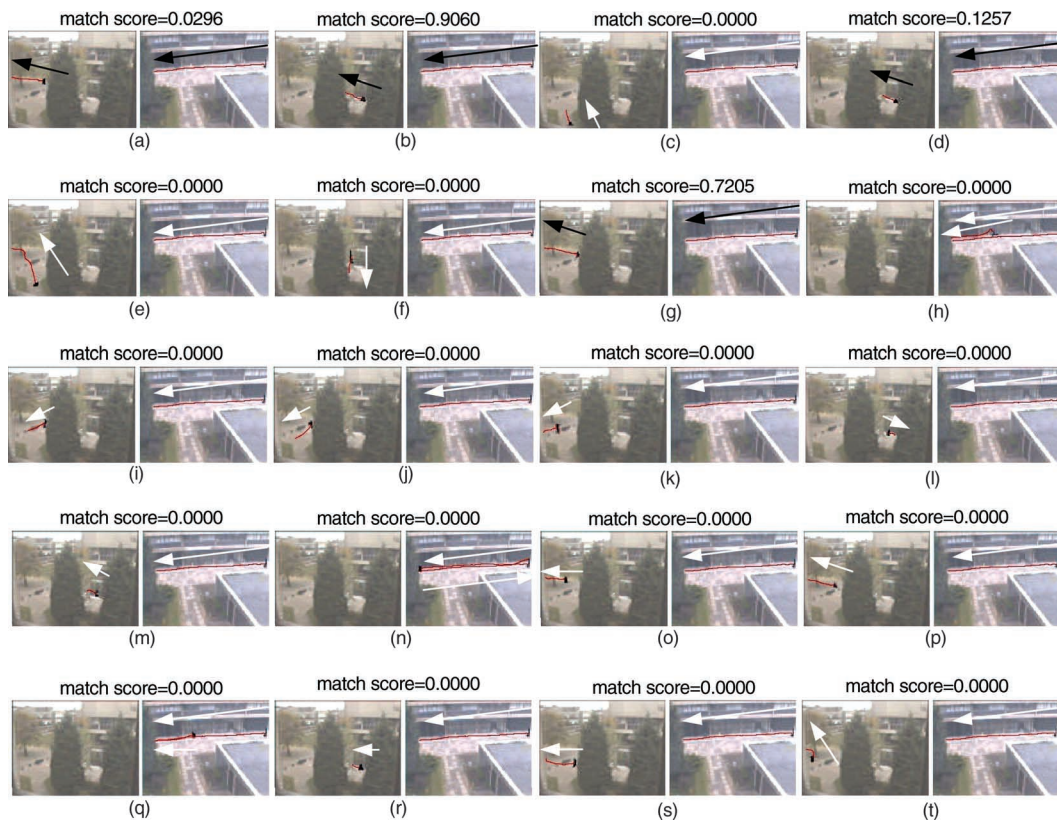 match score=0.0296 match score=0.9060 match score=0.0000 match score=0.1257
(a) (b) (c) (d)
match score=0.0000 match score=0.0000 match score=0.7205 match score=0.0000
(e) (f) (g) (h)
match score=0.0000 match score=0.0000 match score=0.0000 match score=0.0000
(i) (j) (k) (l)
match score=0.0000 match score=0.0000 match score=0.0000 match score=0.0000
(m) (n) (o) (p)
match score=0.0000 match score=0.0000 match score=0.0000 match score=0.0000
(q) (r) (s) (t)